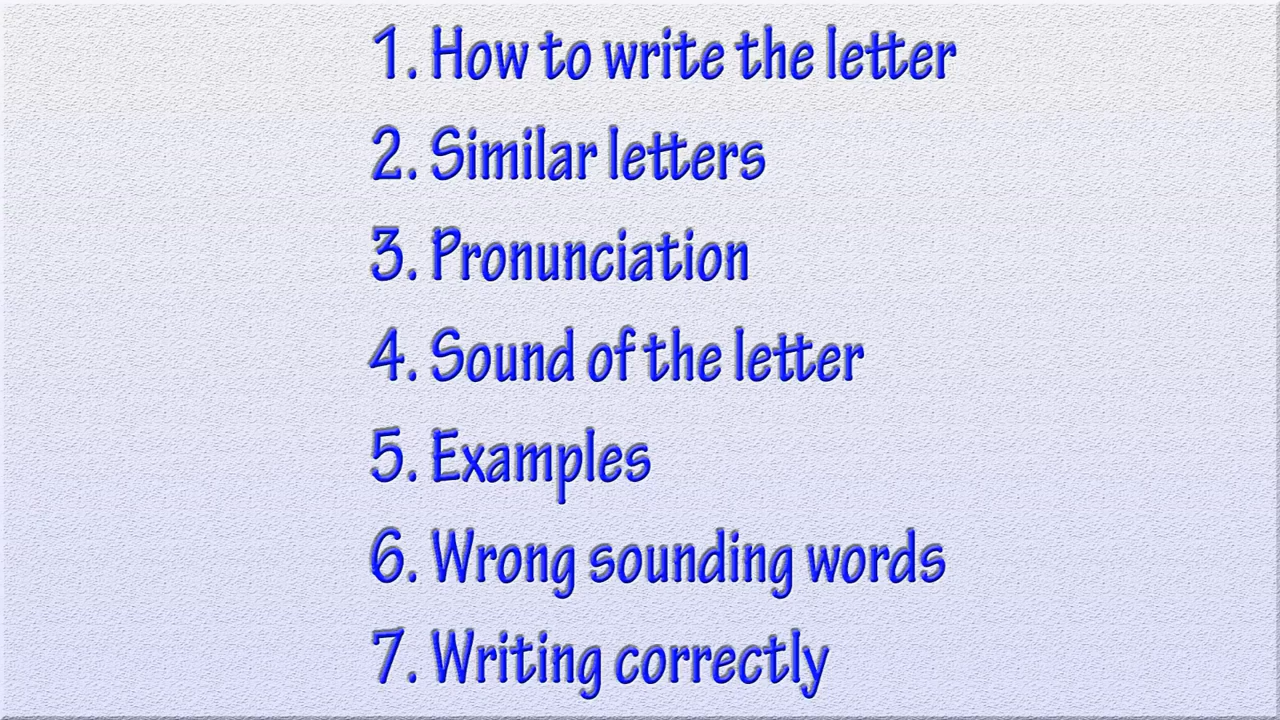 1. How to write the letter
2. Similar letters
3. Pronunciation
4. Sound of the letter
5. Examples
6. Wrong sounding words
7. Writing correctly